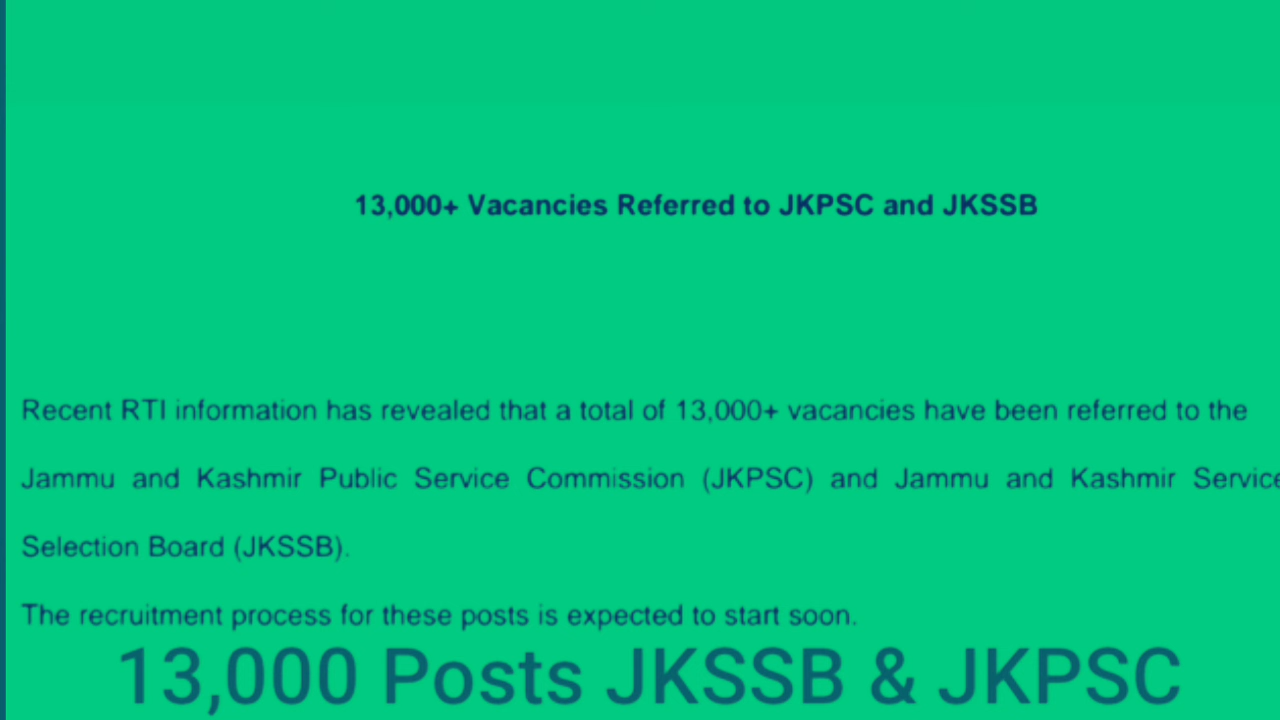 13,000+ Vacancies Referred to JKPSC and JKSSB
Recent RTI information has revealed that a total of 13,000+ vacancies have been referred to the
Jammu and Kashmir Public Service Commission (JKPSC) and Jammu and Kashmir Service
Selection Board (JKSSB).
The recruitment process for these posts is expected to start soon.
13,000 Posts JKSSB & JKPSC